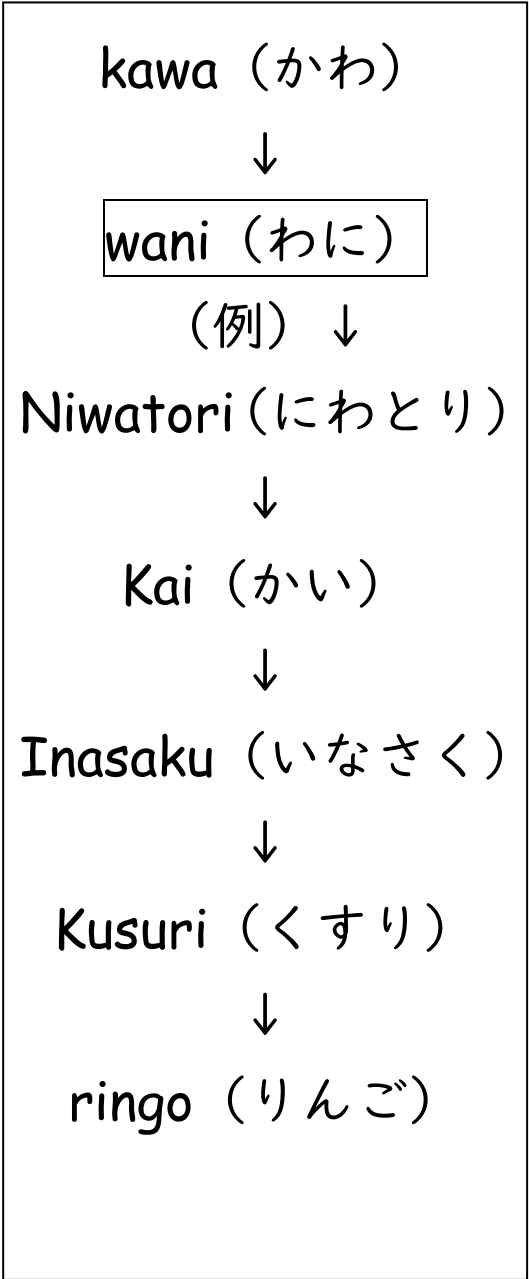 kawa（かわ）
↓
wani（わに）
（例） ↓
Niwatori（にわとり）
↓
Kai（かい）
↓
Inasaku（いなさく）
↓
Kusuri（くすり）
↓
ringo（りんご）